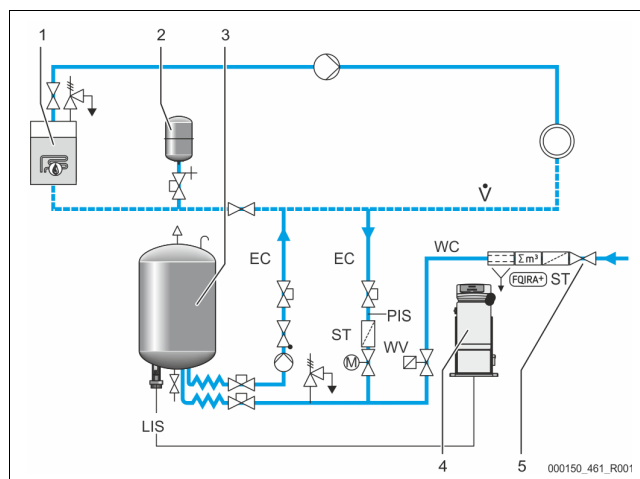 1
2
3
V̇
EC
EC
WC
Σm³
FQIRA+
ST
PIS
ST
WV
M
LIS
4
5
000150_461_R001